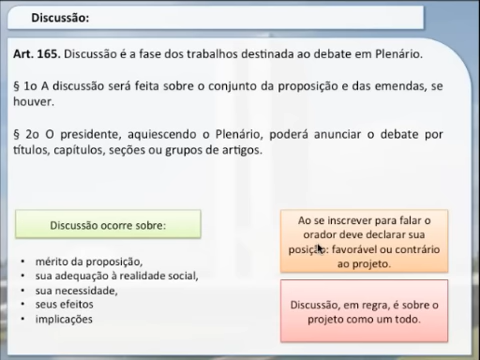 Discussão:
Art. 165. Discussão é a fase dos trabalhos destinada ao debate em Plenário.
§ 1o A discussão será feita sobre o conjunto da proposição e das emendas, se
houver.
§ 2o O presidente, aquiescendo o Plenário, poderá anunciar o debate por
títulos, capítulos, seções ou grupos de artigos.
Discussão ocorre sobre:
• mérito da proposição,
• sua adequação à realidade social,
• sua necessidade,
• seus efeitos
• implicações
Ao se inscrever para falar o
orador deve declarar sua
posição: favorável ou contrário
ao projeto.
Discussão, em regra, é sobre o
projeto como um todo.